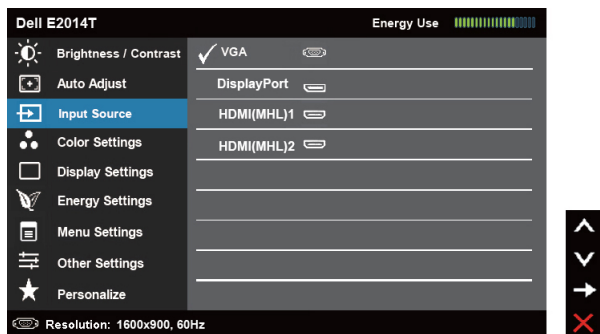 Dell E2014T Energy Use
Brightness / Contrast VGA
Auto Adjust DisplayPort
Input Source HDMI(MHL)1
Color Settings HDMI(MHL)2
Display Settings
Energy Settings
Menu Settings
Other Settings
Personalize
Resolution: 1600x900, 60Hz